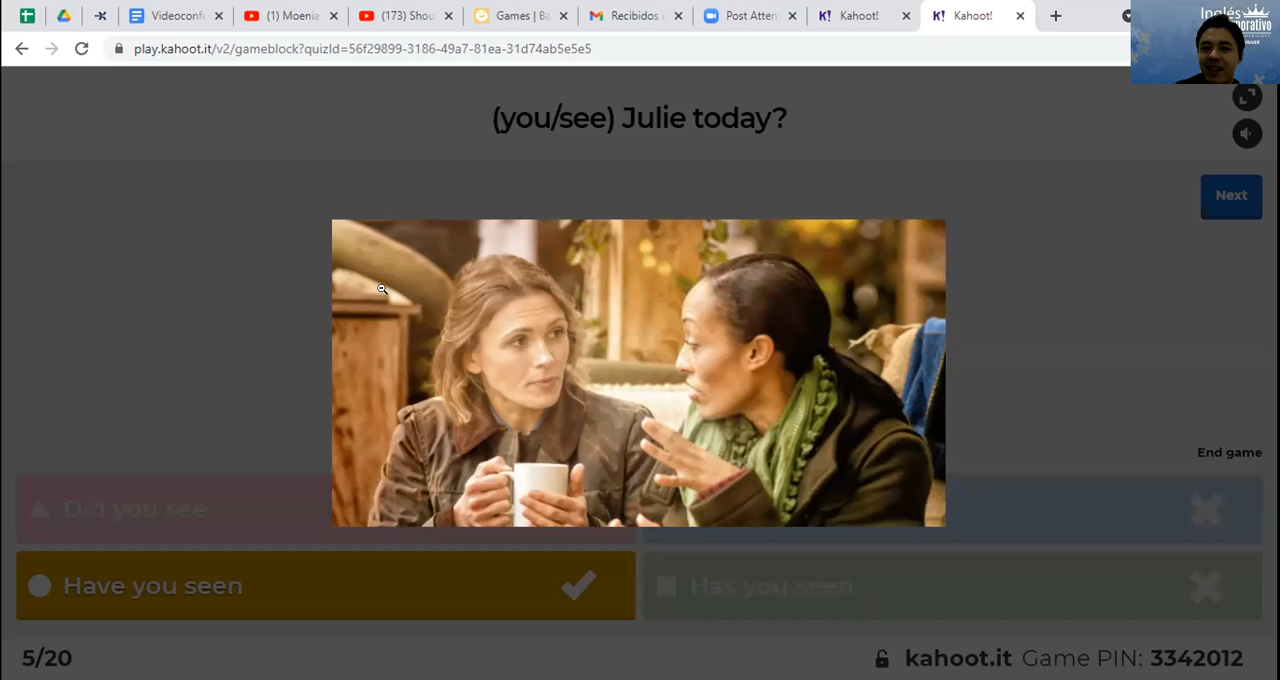 Videoconf
(1) Moenia
(173) Shou
Games | Ba
Recibidos
Post Atten
Kahoot!
Kahoot!
play.kahoot.it/v2/gameblock?quizId=56f29899-3186-49a7-81ea-31d74ab5e5e5
Inglés
(you/see) Julie today?
Next
End game
Did you see
Have you seen
Has you seen
5/20
kahoot.it Game PIN: 3342012